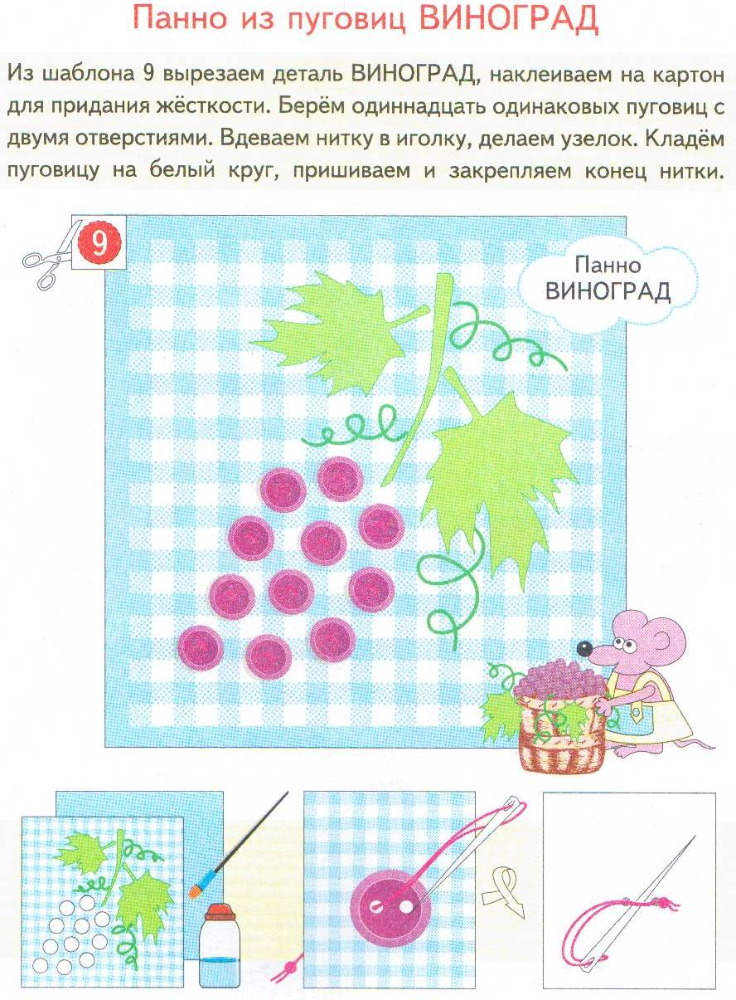 Панно из пуговиц ВИНОГРАД
Из шаблона 9 вырезаем деталь ВИНОГРАД, наклеиваем на картон
для придания жёсткости. Берём одиннадцать одинаковых пуговиц с
двумя отверстиями. Вдеваем нитку в иголку, делаем узелок. Кладём
пуговицу на белый круг, пришиваем и закрепляем конец нитки.
9
Панно
ВИНОГРАД